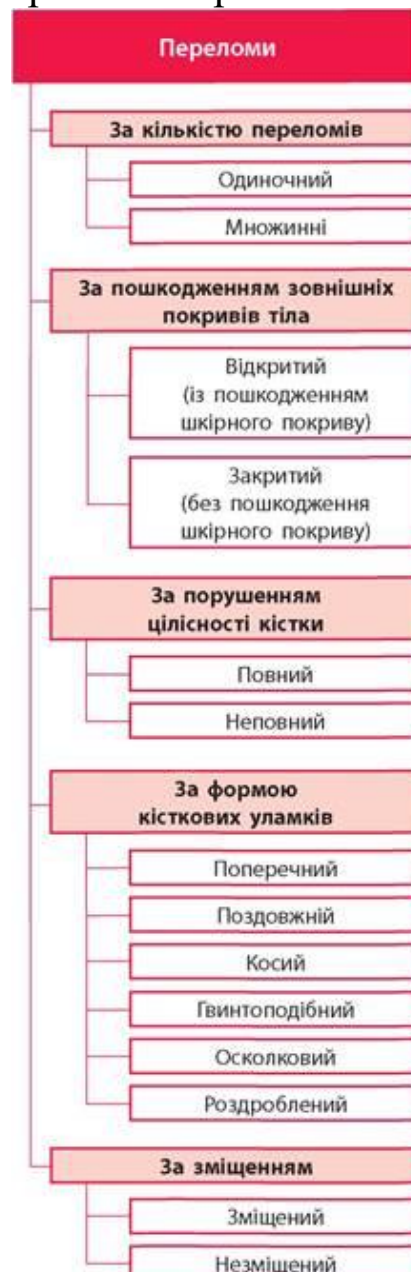 Переломи
За кількістю переломів
Одиночний
Множинні
За пошкодженням зовнішніх
покривів тіла
Відкритий
(із пошкодженням
шкірного покриву)
Закритий
(без пошкодження
шкірного покриву)
За порушенням
цілісності кістки
Повний
Неповний
За формою
кісткових уламків
Поперечний
Поздовжній
Косий
Гвинтоподібний
Осколковий
Роздроблений
За зміщенням
Зміщений
Незміщений